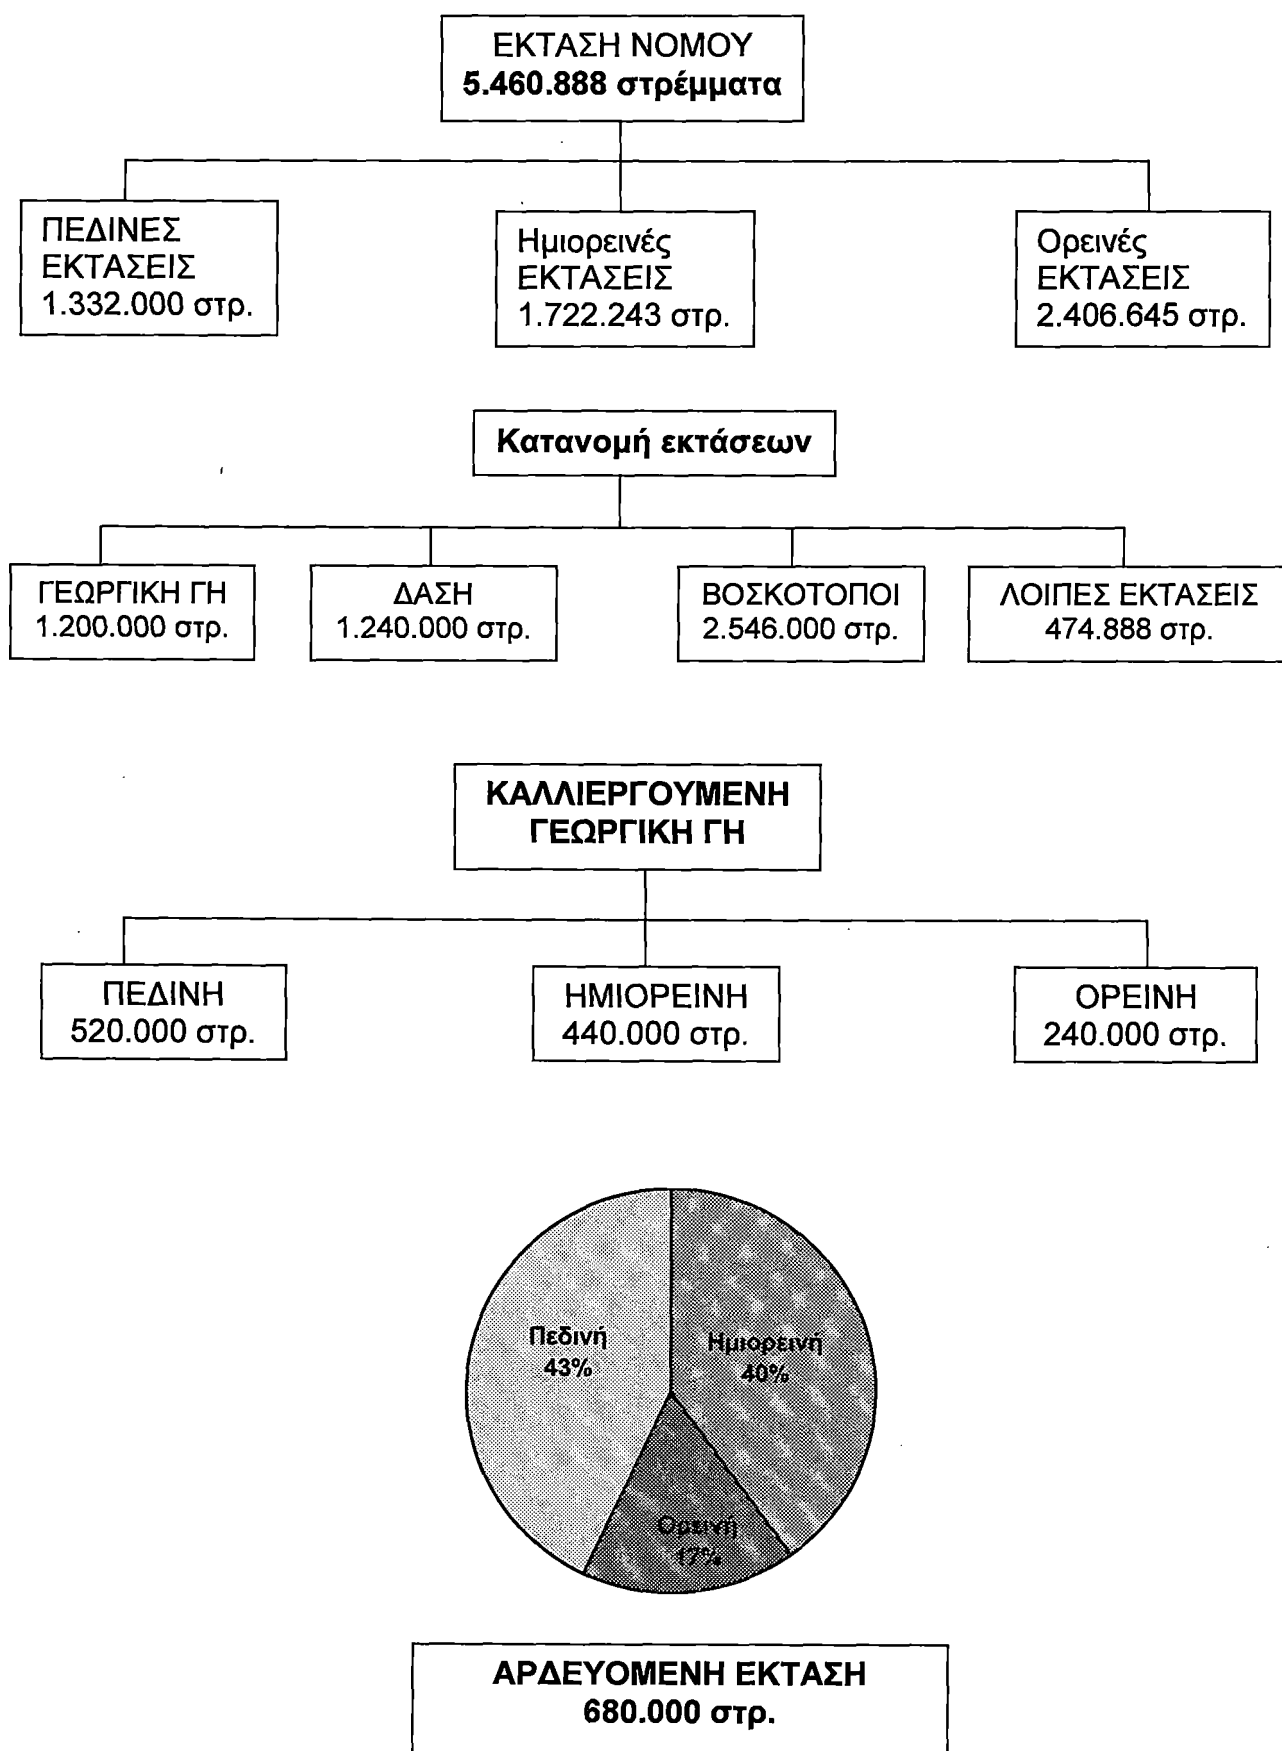 ΕΚΤΑΣΗ ΝΟΜΟΥ
5.460.888 στρέμματα
ΠΕΔΙΝΕΣ
ΕΚΤΑΣΕΙΣ
1.332.000 στρ.
Ημιορεινές
ΕΚΤΑΣΕΙΣ
1.722.243 στρ.
Ορεινές
ΕΚΤΑΣΕΙΣ
2.406.645 στρ.
Κατανομή εκτάσεων
ΓΕΩΡΓΙΚΗ ΓΗ
1.200.000 στρ.
ΔΑΣΗ
1.240.000 στρ.
ΒΟΣΚΟΤΟΠΟΙ
2.546.000 στρ.
ΛΟΙΠΕΣ ΕΚΤΑΣΕΙΣ
474.888 στρ.
ΚΑΛΛΙΕΡΓΟΥΜΕΝΗ
ΓΕΩΡΓΙΚΗ ΓΗ
ΠΕΔΙΝΗ
520.000 στρ.
ΗΜΙΟΡΕΙΝΗ
440.000 στρ.
ΟΡΕΙΝΗ
240.000 στρ.
Πεδινή
43%
Ημιορεινή
40%
Ορεινή
17%
ΑΡΔΕΥΟΜΕΝΗ ΕΚΤΑΣΗ
680.000 στρ.